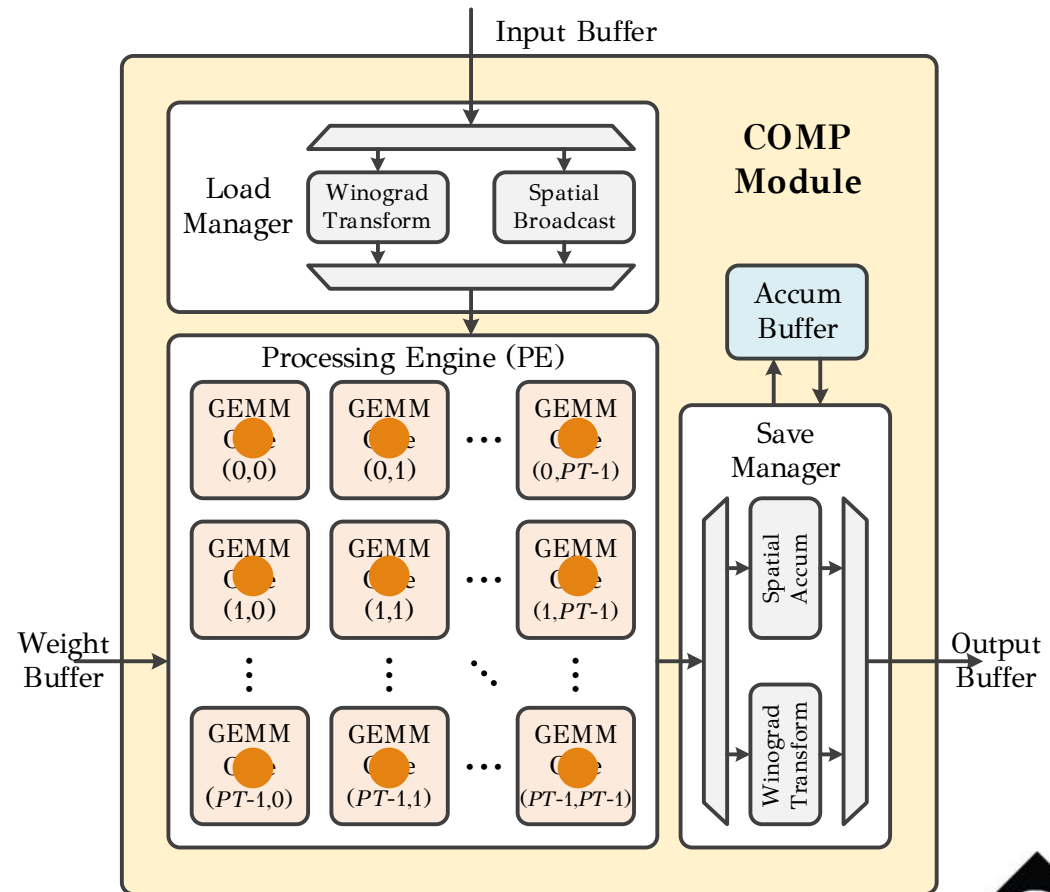 Input Buffer
COMP
Module
Load
Manager
Winograd
Transform
Spatial
Broadcast
Accum
Buffer
Processing Engine (PE)
GEMM
(0,0)
GEMM
(0,1)
...
GEMM
(0,PT-1)
Save
Manager
Spatial
Accum
Winograd
Transform
GEMM
(1,0)
GEMM
(1,1)
...
GEMM
(1,PT-1)
Weight
Buffer
Output
Buffer
GEMM
(PT-1,0)
GEMM
(PT-1,1)
...
GEMM
(PT-1,PT-1)